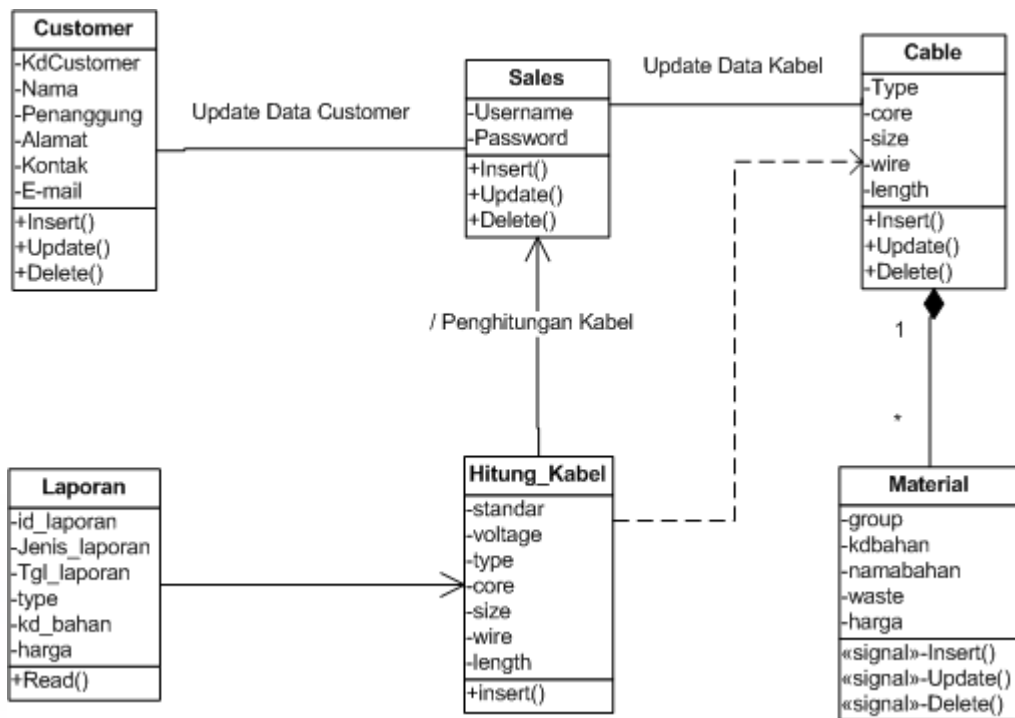 Customer
-KdCustomer
-Nama
-Penanggung
-Alamat
-Kontak
-E-mail
+Insert()
+Update()
+Delete()
Update Data Customer
Sales
-Username
-Password
+Insert()
+Update()
+Delete()
Update Data Kabel
Cable
-Type
-core
-size
-wire
-length
+Insert()
+Update()
+Delete()
/ Penghitungan Kabel
1
*
Laporan
-id_laporan
-Jenis_laporan
-Tgl_laporan
-type
-kd_bahan
-harga
+Read()
Hitung_Kabel
-standar
-voltage
-type
-core
-size
-wire
-length
+insert()
Material
-group
-kdbahan
-namabahan
-waste
-harga
«signal»-Insert()
«signal»-Update()
«signal»-Delete()